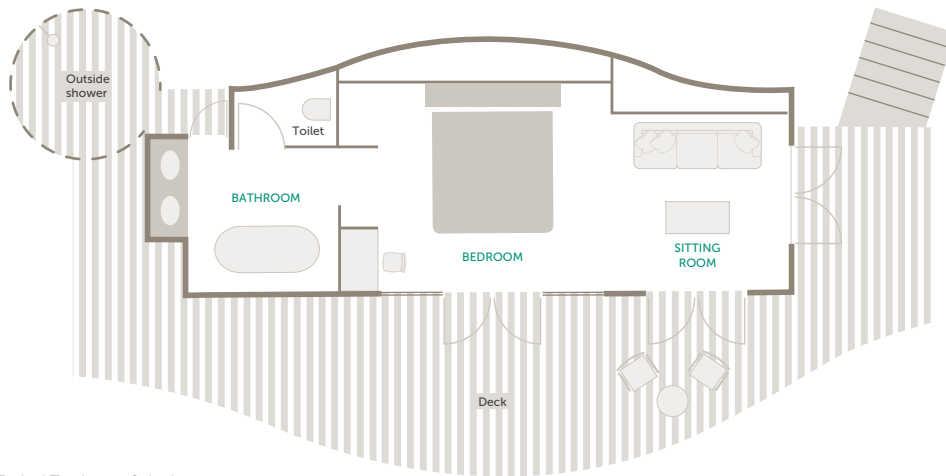 Outside
shower
Toilet
BATHROOM
BEDROOM
SITTING
ROOM
Deck